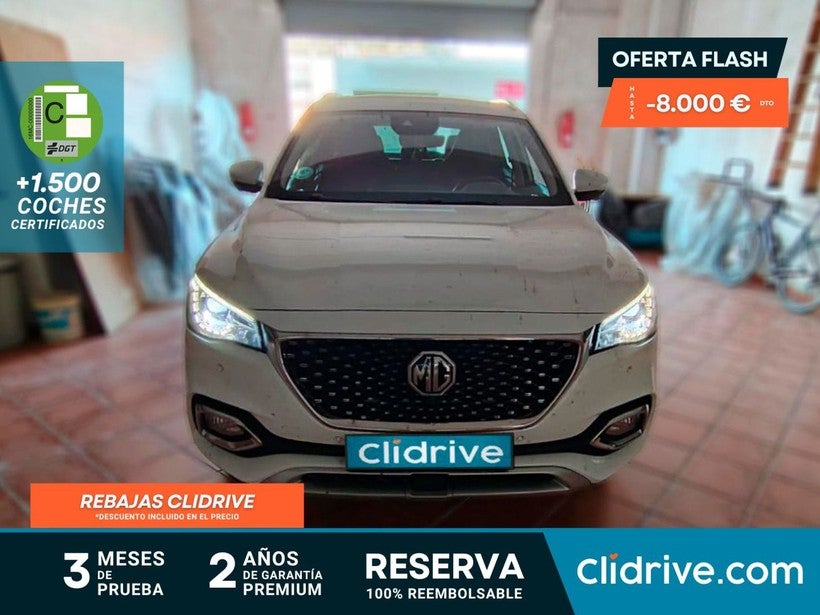 C
DGT
+1.500
COCHES
CERTIFICADOS
OFERTA FLASH
HASTA
-8.000 € DTO
MG
Clidrive
REBAJAS CLIDRIVE
*DESCUENTO INCLUIDO EN EL PRECIO
3 MESES
DE
PRUEBA
2 AÑOS
DE GARANTÍA
PREMIUM
RESERVA
100% REEMBOLSABLE
Clidrive.com